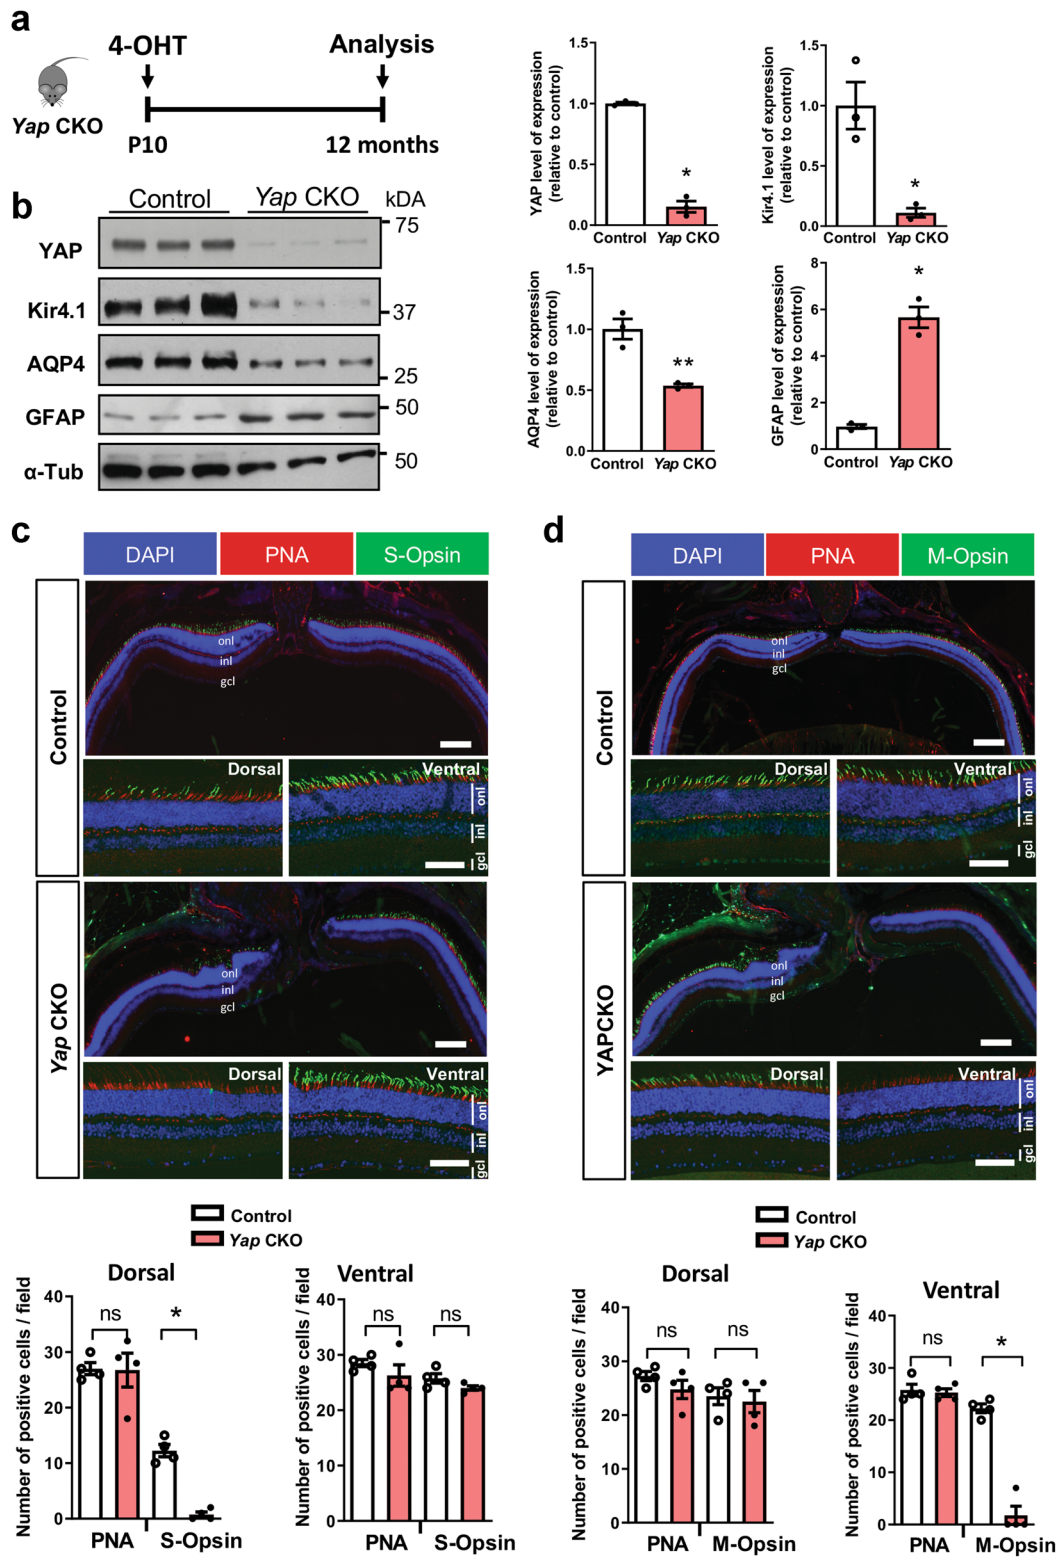 a
4-OHT
Analysis
Yap CKO
P10
12 months
b
Control
Yap CKO
kDA
YAP
75
Kir4.1
37
AQP4
25
GFAP
50
α-Tub
50
YAP level of expression
(relative to control)
1.5
1.0
0.5
0.0
*
Control
Yap CKO
Kir4.1 level of expression
(relative to control)
1.5
1.0
0.5
0.0
*
Control
Yap CKO
AQP4 level of expression
(relative to control)
1.5
1.0
0.5
0.0
**
Control
Yap CKO
GFAP level of expression
(relative to control)
8
6
4
2
0
*
Control
Yap CKO
c
DAPI
PNA
S-Opsin
Control
onl
inl
gcl
Dorsal
Ventral
onl
inl
gcl
Yap CKO
onl
inl
gcl
Dorsal
Ventral
onl
inl
gcl
Control
Yap CKO
Dorsal
Number of positive cells / field
40
30
20
10
0
ns
*
PNA
S-Opsin
Ventral
Number of positive cells / field
40
30
20
10
0
ns
ns
PNA
S-Opsin
d
DAPI
PNA
M-Opsin
Control
onl
inl
gcl
Dorsal
Ventral
onl
inl
gcl
YAPCKO
onl
inl
gcl
Dorsal
Ventral
onl
inl
gcl
Control
Yap CKO
Dorsal
Number of positive cells / field
40
30
20
10
0
ns
ns
PNA
M-Opsin
Ventral
Number of positive cells / field
40
30
20
10
0
ns
*
PNA
M-Opsin